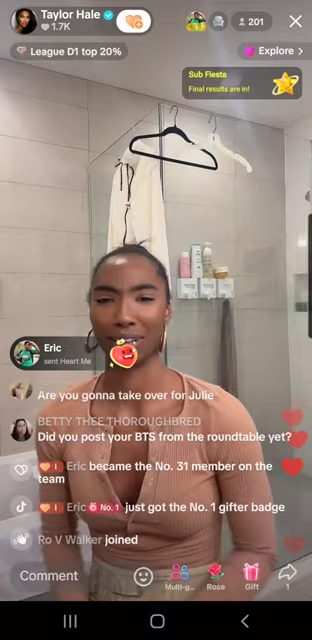 Taylor Hale
1.7K
201
League D1 top 20%
Explore >
Sub Fiesta
Final results are in!
Eric
sent Heart Me
Are you gonna take over for Julie
BETTY THEE THOROUGHBRED
Did you post your BTS from the roundtable yet?
I Eric became the No. 31 member on the
team
I Eric No. 1 just got the No. 1 gifter badge
Ro V Walker joined
Comment
Multi-g...
Rose
Gift
1